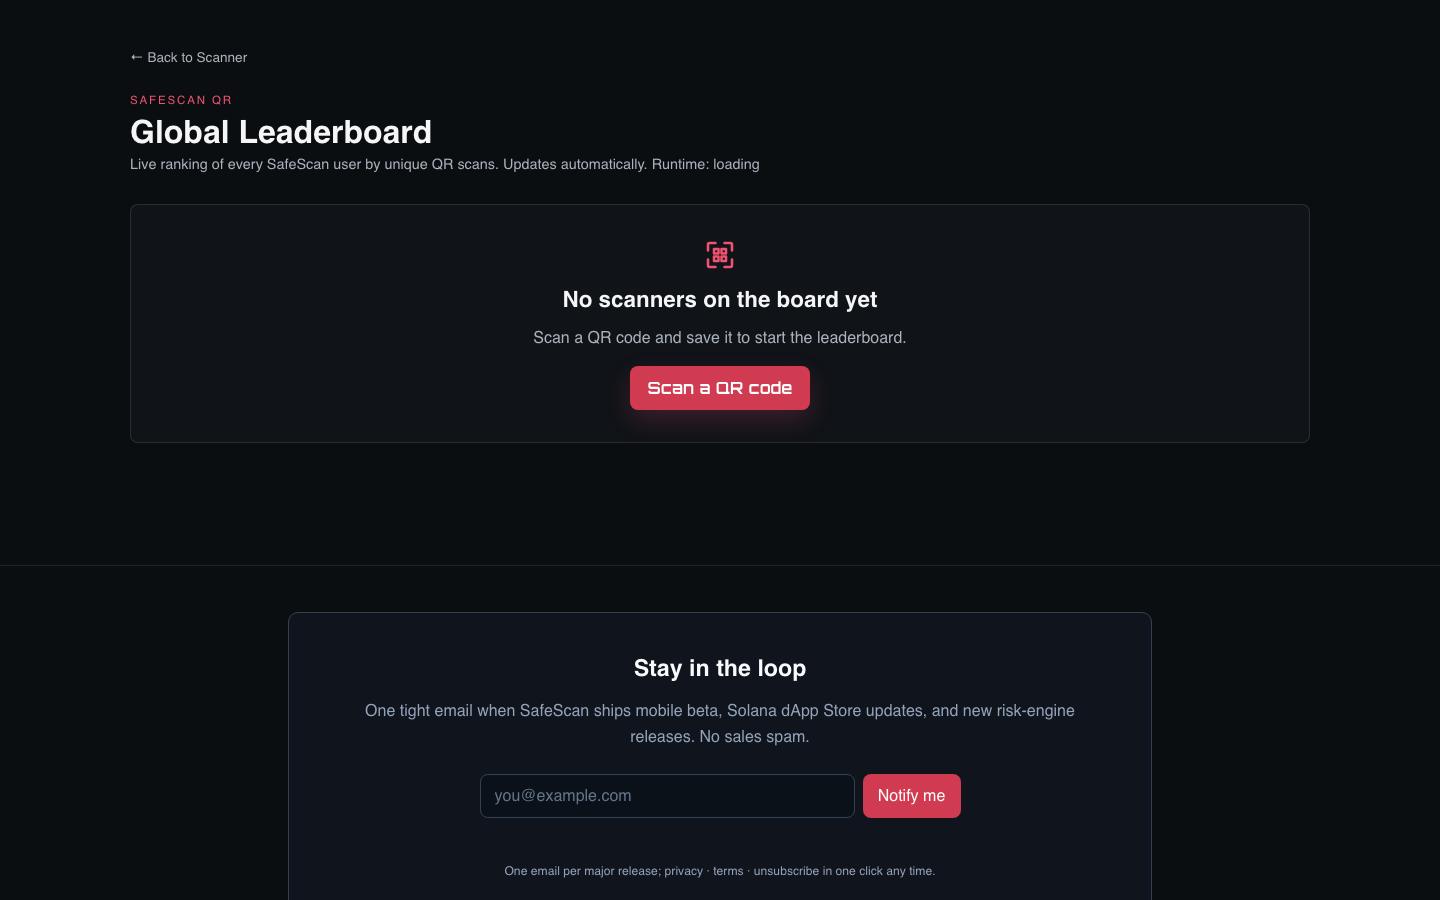 ← Back to Scanner
SAFESCAN QR
Global Leaderboard
Live ranking of every SafeScan user by unique QR scans. Updates automatically. Runtime: loading
No scanners on the board yet
Scan a QR code and save it to start the leaderboard.
Scan a QR code
Stay in the loop
One tight email when SafeScan ships mobile beta, Solana dApp Store updates, and new risk-engine
releases. No sales spam.
you@example.com
Notify me
One email per major release; privacy · terms · unsubscribe in one click any time.